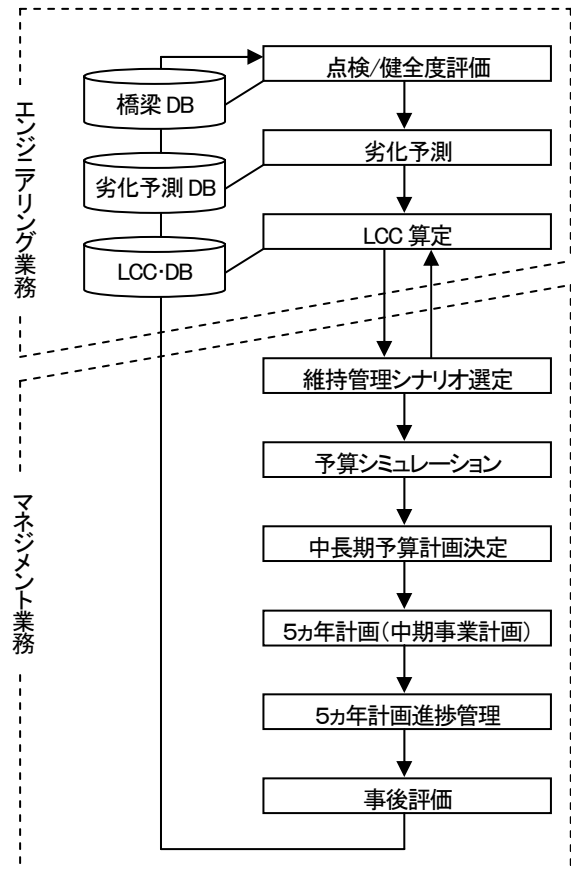 エンジニアリング業務
橋梁 DB
劣化予測 DB
LCC・DB
点検/健全度評価
劣化予測
LCC 算定
マネジメント業務
維持管理シナリオ選定
予算シミュレーション
中長期予算計画決定
5ヵ年計画(中期事業計画)
5ヵ年計画進捗管理
事後評価